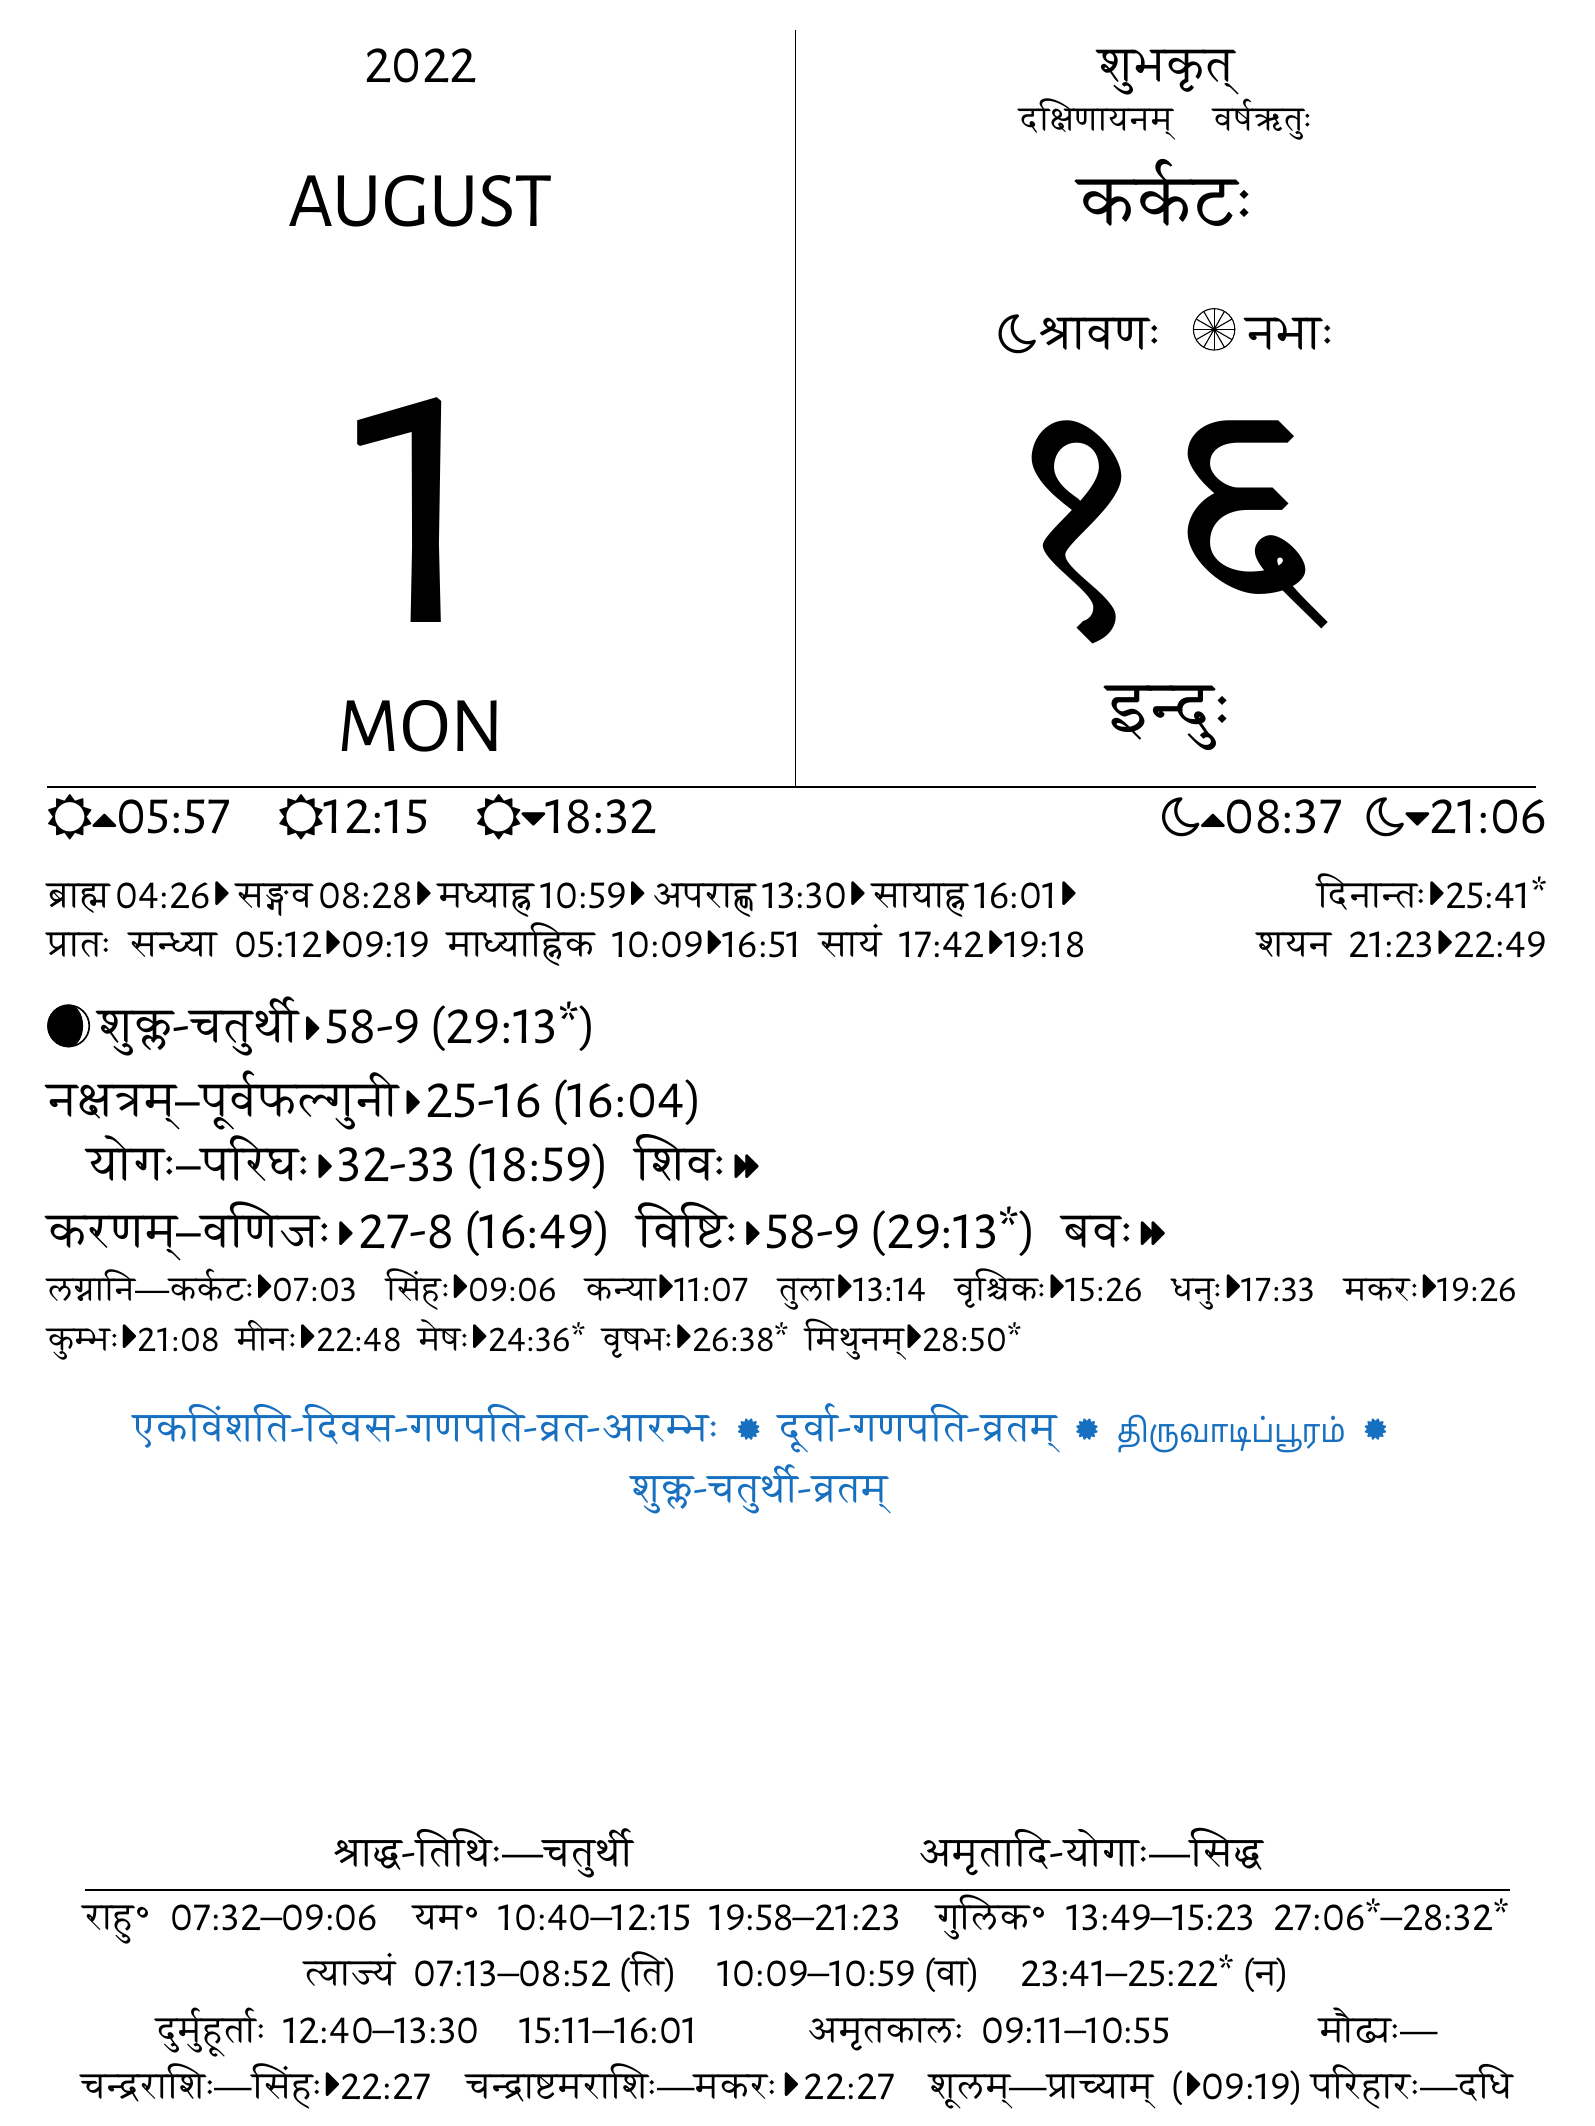 2022
AUGUST
1
MON
शुभकृत्
दक्षिणायनम् वर्षऋतुः
कर्कटः
श्रावणः नभाः
१६
इन्दुः
05:57 12:15 18:32 08:37 21:06
ब्राह्म 04:26 सङ्गव 08:28 मध्याह्न 10:59 अपराह्ण 13:30 सायाह्न 16:01 दिनान्तः 25:41*
प्रातः सन्ध्या 05:12 09:19 माध्याह्निक 10:09 16:51 सायं 17:42 19:18 शयन 21:23 22:49
शुक्ल-चतुर्थी 58-9 (29:13*)
नक्षत्रम्–पूर्वफल्गुनी 25-16 (16:04)
योगः–परिघः 32-33 (18:59) शिवः
करणम्–वणिजः 27-8 (16:49) विष्टिः 58-9 (29:13*) बवः
लग्नानि—कर्कटः 07:03 सिंहः 09:06 कन्या 11:07 तुला 13:14 वृश्चिकः 15:26 धनुः 17:33 मकरः 19:26
कुम्भः 21:08 मीनः 22:48 मेषः 24:36* वृषभः 26:38* मिथुनम् 28:50*
एकविंशति-दिवस-गणपति-व्रत-आरम्भः दूर्वा-गणपति-व्रतम् திருவாடிப்பூரம்
शुक्ल-चतुर्थी-व्रतम्
श्राद्ध-तिथिः—चतुर्थी अमृतादि-योगाः—सिद्ध
राहु॰ 07:32–09:06 यम॰ 10:40–12:15 19:58–21:23 गुलिक॰ 13:49–15:23 27:06*–28:32*
त्याज्यं 07:13–08:52 (ति) 10:09–10:59 (वा) 23:41–25:22* (न)
दुर्मुहूर्ताः 12:40–13:30 15:11–16:01 अमृतकालः 09:11–10:55 मौढ्यः—
चन्द्रराशिः—सिंहः 22:27 चन्द्राष्टमराशिः—मकरः 22:27 शूलम्—प्राच्याम् (09:19) परिहारः—दधि